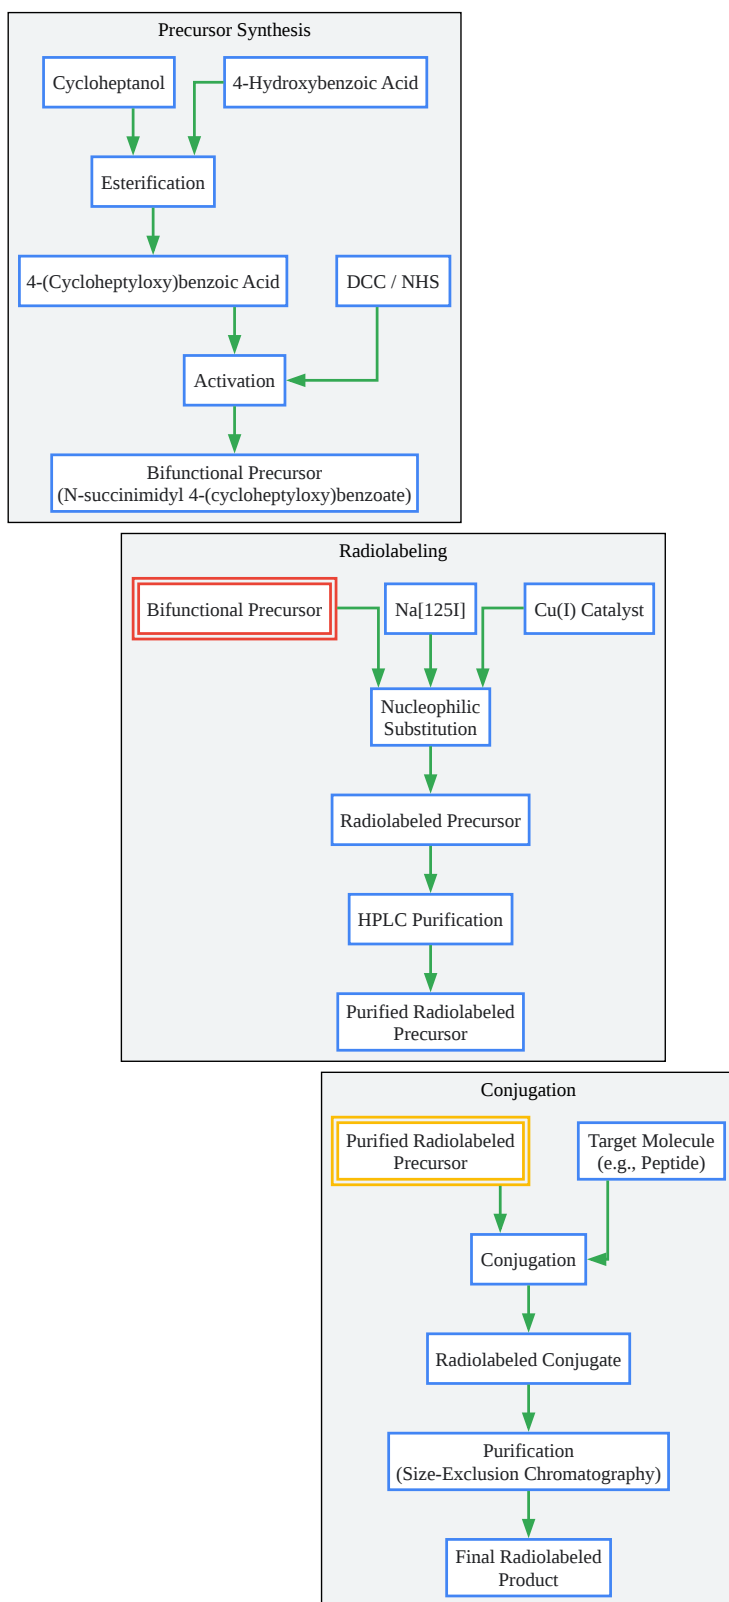 Precursor Synthesis
Cycloheptanol
4-Hydroxybenzoic Acid
Esterification
4-(Cycloheptyloxy)benzoic Acid
DCC / NHS
Activation
Bifunctional Precursor
(N-succinimidyl 4-(cycloheptyloxy)benzoate)
Radiolabeling
Bifunctional Precursor
Na[125I]
Cu(I) Catalyst
Nucleophilic
Substitution
Radiolabeled Precursor
HPLC Purification
Purified Radiolabeled
Precursor
Conjugation
Purified Radiolabeled
Precursor
Target Molecule
(e.g., Peptide)
Conjugation
Radiolabeled Conjugate
Purification
(Size-Exclusion Chromatography)
Final Radiolabeled
Product